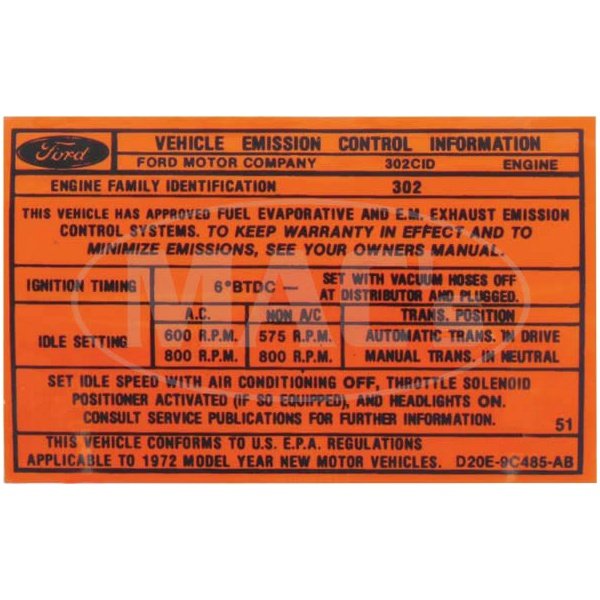 Ford
VEHICLE EMISSION CONTROL INFORMATION
FORD MOTOR COMPANY 302CID ENGINE
ENGINE FAMILY IDENTIFICATION 302
THIS VEHICLE HAS APPROVED FUEL EVAPORATIVE AND E.M. EXHAUST EMISSION
CONTROL SYSTEMS. TO KEEP WARRANTY IN EFFECT AND TO
MINIMIZE EMISSIONS, SEE YOUR OWNERS MANUAL.
IGNITION TIMING 6°BTDC — SET WITH VACUUM HOSES OFF
AT DISTRIBUTOR AND PLUGGED.
A.C. NON A/C TRANS. POSITION
IDLE SETTING 600 R.P.M. 575 R.P.M. AUTOMATIC TRANS. IN DRIVE
800 R.P.M. 800 R.P.M. MANUAL TRANS. IN NEUTRAL
SET IDLE SPEED WITH AIR CONDITIONING OFF, THROTTLE SOLENOID
POSITIONER ACTIVATED (IF SO EQUIPPED), AND HEADLIGHTS ON.
CONSULT SERVICE PUBLICATIONS FOR FURTHER INFORMATION. 51
THIS VEHICLE CONFORMS TO U.S. E.P.A. REGULATIONS
APPLICABLE TO 1972 MODEL YEAR NEW MOTOR VEHICLES. D20E-9C485-AB
MAC